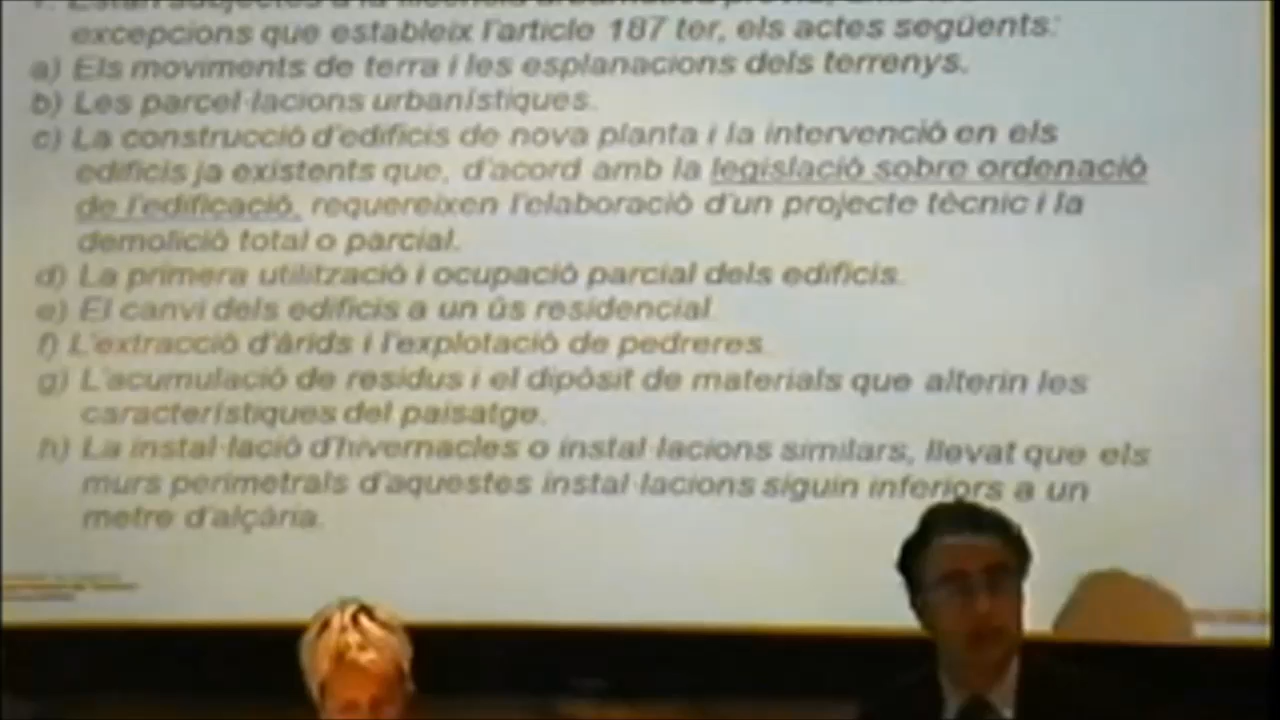 excepcions que estableix l'article 187 ter, els actes següents:
a) Els moviments de terra i les esplanacions dels terrenys.
b) Les parcel·lacions urbanístiques.
c) La construcció d'edificis de nova planta i la intervenció en els
edificis ja existents que, d'acord amb la legislació sobre ordenació
de l'edificació, requereixen l'elaboració d'un projecte tècnic i la
demolició total o parcial.
d) La primera utilització i ocupació parcial dels edificis.
e) El canvi dels edificis a un ús residencial.
f) L'extracció d'àrids i l'explotació de pedreres.
g) L'acumulació de residus i el dipòsit de materials que alterin les
característiques del paisatge.
h) La instal·lació d'hivernacles o instal·lacions similars, llevat que els
murs perimetrals d'aquestes instal·lacions siguin inferiors a un
metre d'alçària.